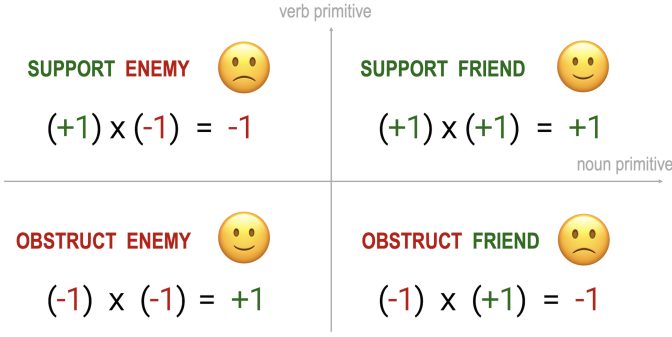 verb primitive
SUPPORT ENEMY
(+1) x (-1) = -1
SUPPORT FRIEND
(+1) x (+1) = +1
noun primitive
OBSTRUCT ENEMY
(-1) x (-1) = +1
OBSTRUCT FRIEND
(-1) x (+1) = -1